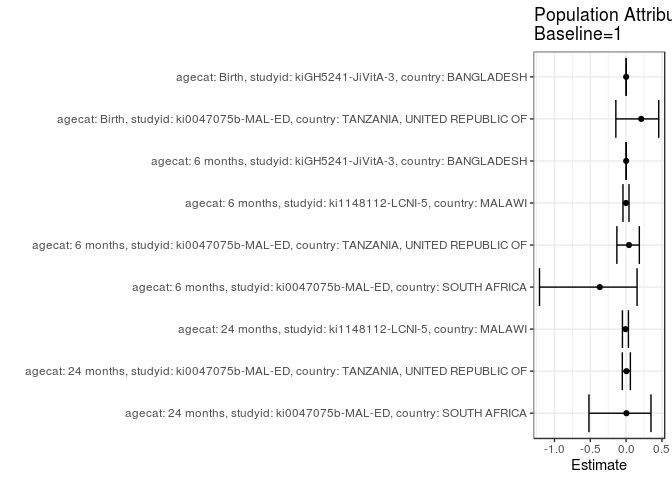 Population Attribu
Baseline=1
agecat: Birth, studyid: kiGH5241-JiVitA-3, country: BANGLADESH
agecat: Birth, studyid: ki0047075b-MAL-ED, country: TANZANIA, UNITED REPUBLIC OF
agecat: 6 months, studyid: kiGH5241-JiVitA-3, country: BANGLADESH
agecat: 6 months, studyid: ki1148112-LCNI-5, country: MALAWI
agecat: 6 months, studyid: ki0047075b-MAL-ED, country: TANZANIA, UNITED REPUBLIC OF
agecat: 6 months, studyid: ki0047075b-MAL-ED, country: SOUTH AFRICA
agecat: 24 months, studyid: ki1148112-LCNI-5, country: MALAWI
agecat: 24 months, studyid: ki0047075b-MAL-ED, country: TANZANIA, UNITED REPUBLIC OF
agecat: 24 months, studyid: ki0047075b-MAL-ED, country: SOUTH AFRICA
-1.0 -0.5 0.0 0.5
Estimate